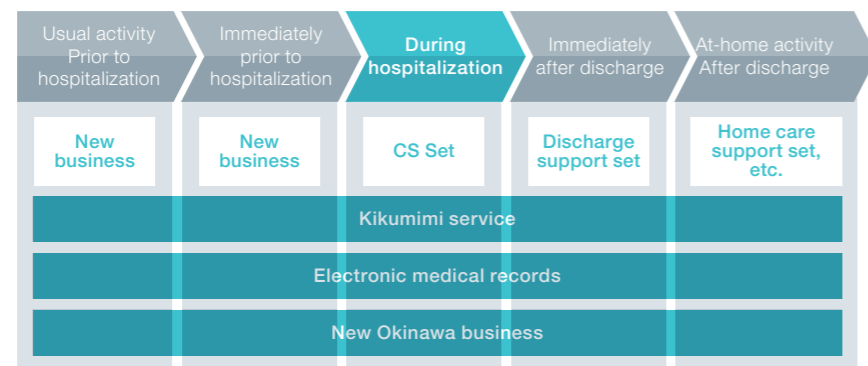 Usual activity
Prior to
hospitalization
Immediately
prior to
hospitalization
During
hospitalization
Immediately
after discharge
At-home activity
After discharge
New
business
New
business
CS Set
Discharge
support set
Home care
support set,
etc.
Kikumimi service
Electronic medical records
New Okinawa business